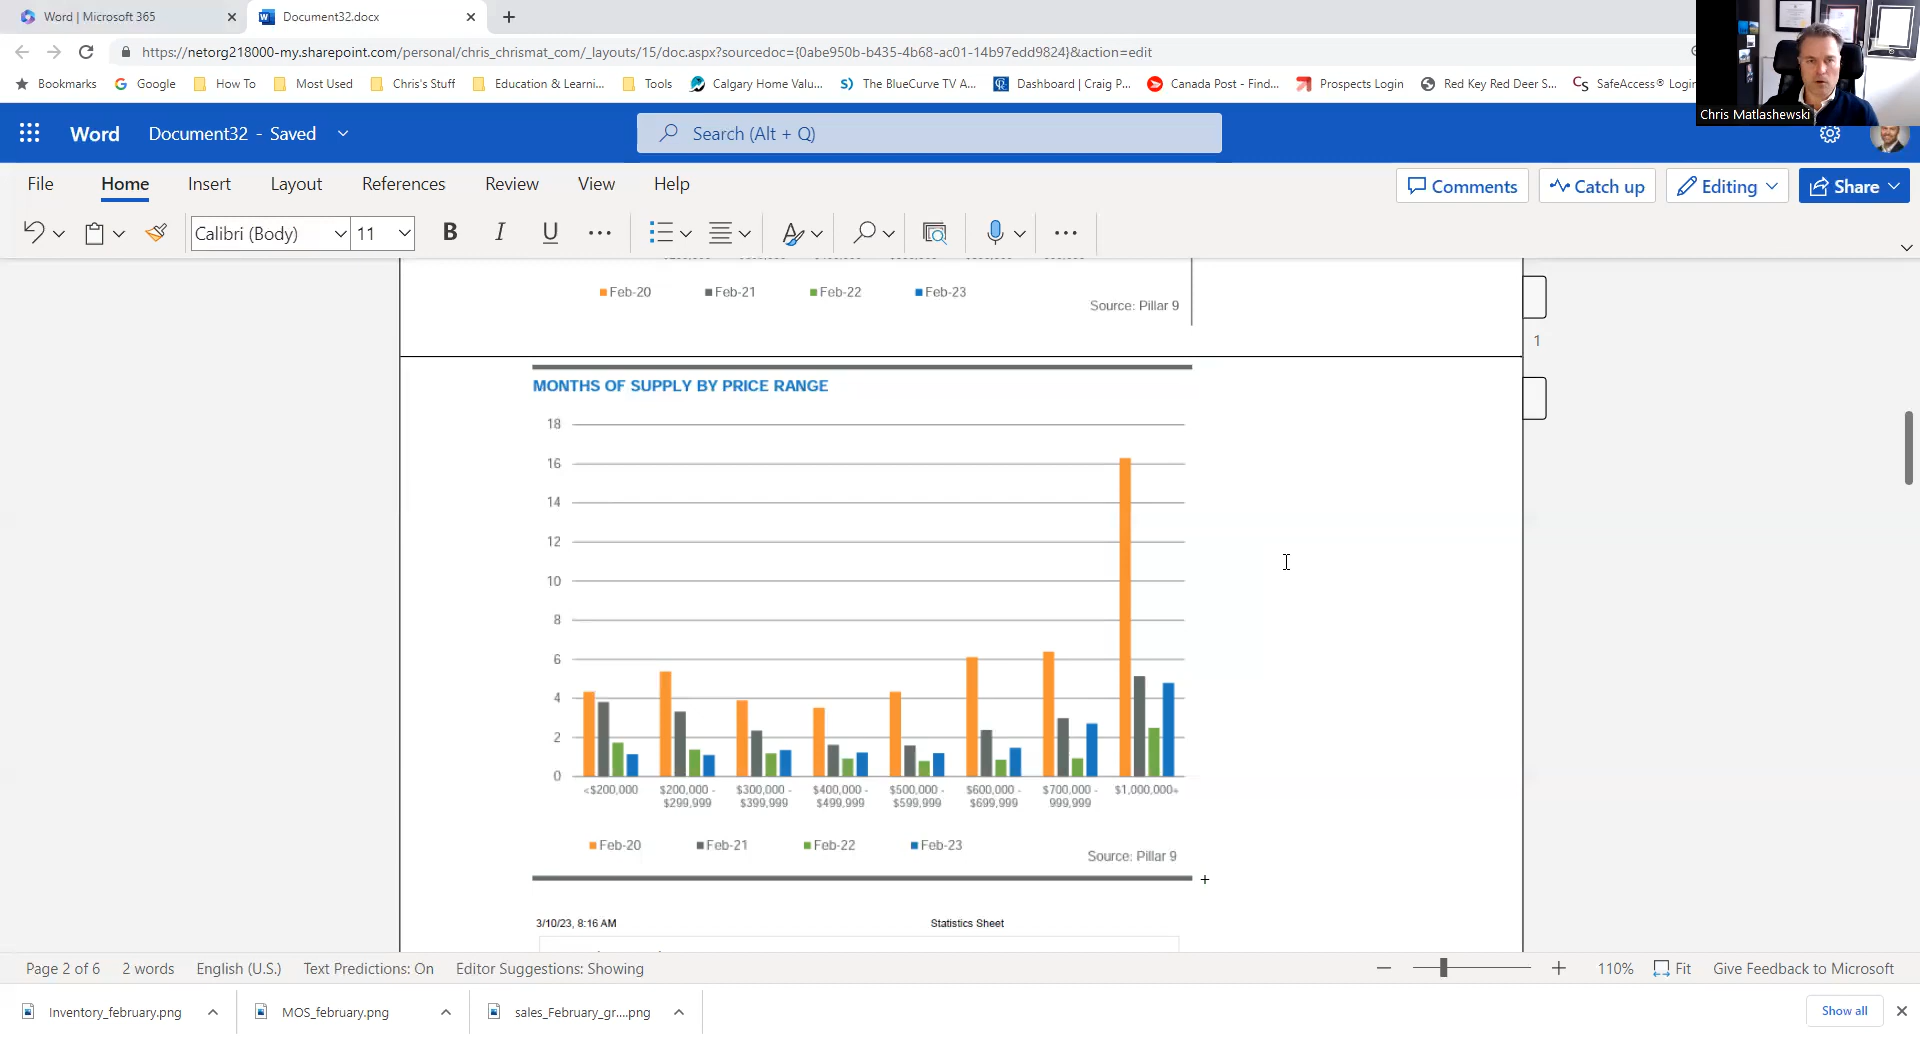 Word | Microsoft 365
Document32.docx
https://netorg218000-my.sharepoint.com/personal/chris_chrismat_com/_layouts/15/doc.aspx?sourcedoc={0abe950b-b435-4b68-ac01-14b97edd9824}&action=edit
Bookmarks Google How To Most Used Chris's Stuff Education & Learni... Tools Calgary Home Valu... The BlueCurve TV A... Dashboard | Craig P... Canada Post - Find... Prospects Login Red Key Red Deer S... SafeAccess® Login
Chris Matlashewski
Word Document32 - Saved Search (Alt + Q)
File Home Insert Layout References Review View Help Comments Catch up Editing Share
Calibri (Body) 11 B I U
Feb-20 Feb-21 Feb-22 Feb-23
Source: Pillar 9
1
MONTHS OF SUPPLY BY PRICE RANGE
18
16
14
12
10
8
6
4
2
0
<$200,000 $200,000 - $300,000 - $400,000 - $500,000 - $600,000 - $700,000 - $1,000,000+
$299,999 $399,999 $499,999 $599,999 $699,999 999,999
Feb-20 Feb-21 Feb-22 Feb-23
Source: Pillar 9
3/10/23, 8:16 AM Statistics Sheet
Page 2 of 6 2 words English (U.S.) Text Predictions: On Editor Suggestions: Showing 110% Fit Give Feedback to Microsoft
Inventory_february.png MOS_february.png sales_February_gr....png Show all